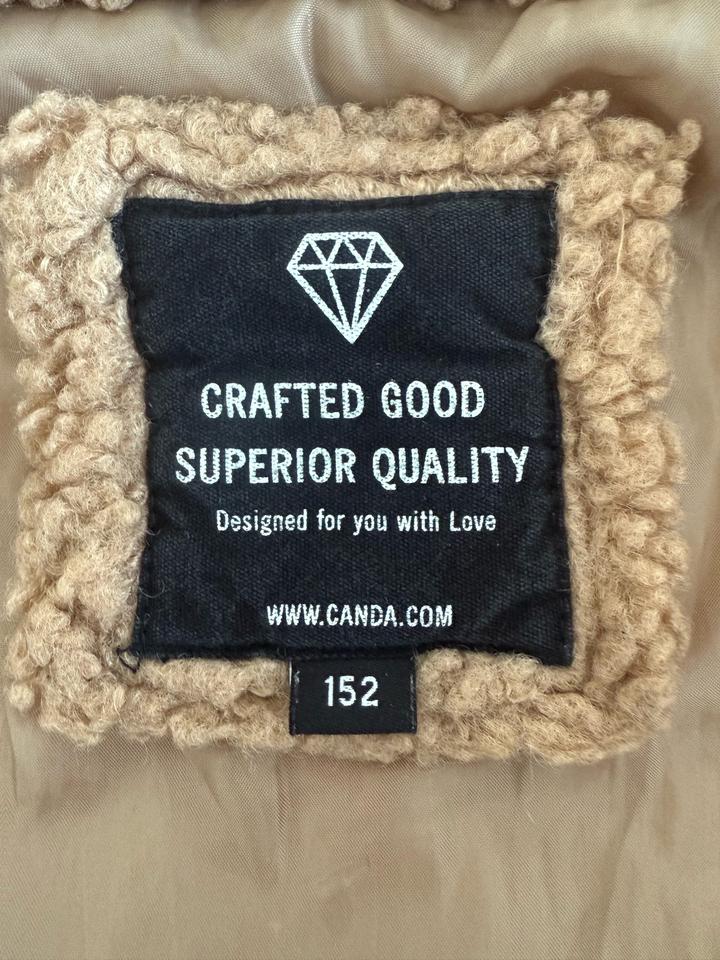 CRAFTED GOOD
SUPERIOR QUALITY
Designed for you with Love
WWW.CANDA.COM
152